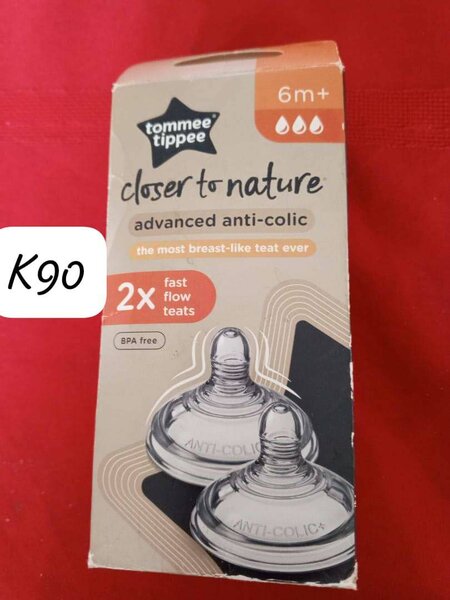 tommee
tippee
6m+
closer to nature
advanced anti-colic
the most breast-like teat ever
K90
2x
fast
flow
teats
BPA free
ANTI-COLIC
ANTI-COLIC+